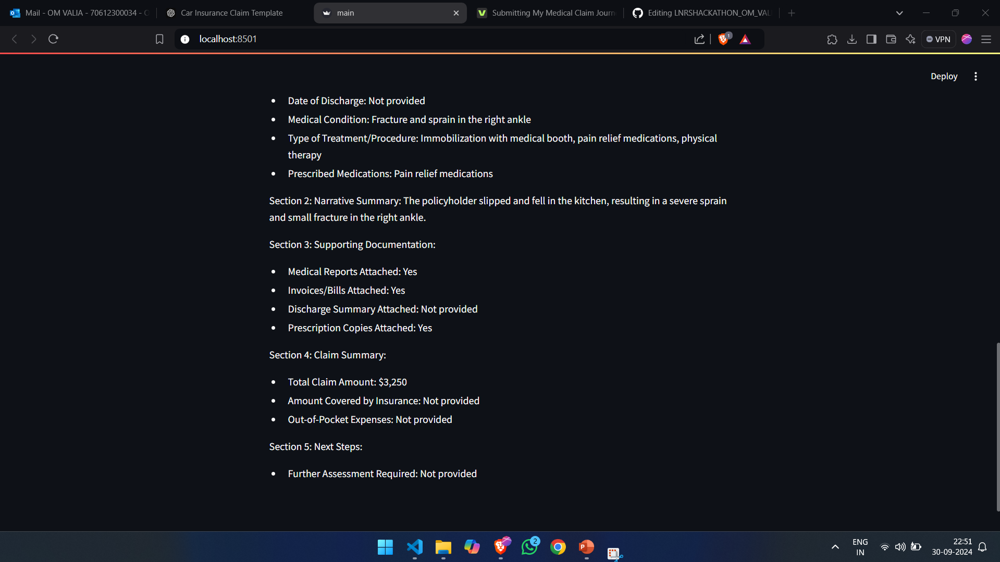 Mail - OM VALIA - 70612300034 - O
Car Insurance Claim Template
main
Submitting My Medical Claim Journ
Editing LNRSHACKATHON_OM_VAL
localhost:8501
1
VPN
Deploy
Date of Discharge: Not provided
Medical Condition: Fracture and sprain in the right ankle
Type of Treatment/Procedure: Immobilization with medical booth, pain relief medications, physical
therapy
Prescribed Medications: Pain relief medications
Section 2: Narrative Summary: The policyholder slipped and fell in the kitchen, resulting in a severe sprain
and small fracture in the right ankle.
Section 3: Supporting Documentation:
Medical Reports Attached: Yes
Invoices/Bills Attached: Yes
Discharge Summary Attached: Not provided
Prescription Copies Attached: Yes
Section 4: Claim Summary:
Total Claim Amount: $3,250
Amount Covered by Insurance: Not provided
Out-of-Pocket Expenses: Not provided
Section 5: Next Steps:
Further Assessment Required: Not provided
2
ENG
IN
22:51
30-09-2024